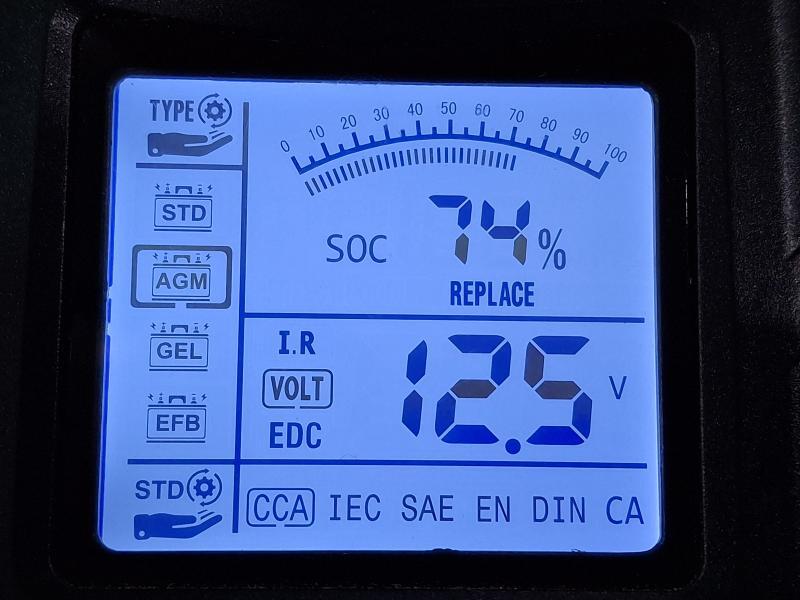 TYPE
0 10 20 30 40 50 60 70 80 90 100
STD
SOC 74%
AGM
REPLACE
I.R
GEL
VOLT 12.5 V
EFB
EDC
STD
CCA IEC SAE EN DIN CA